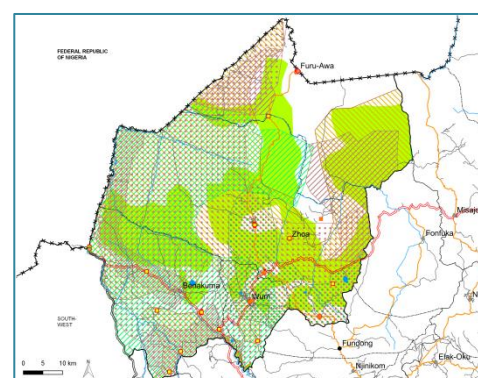 FEDERAL REPUBLIC
OF NIGERIA
Furu-Awa
Misaje
Fonfuka
Zhoa
Benakuma
Wum
SOUTH-
WEST
Fundong
Elak-Oku
Njinikom
0 5 10 km
N